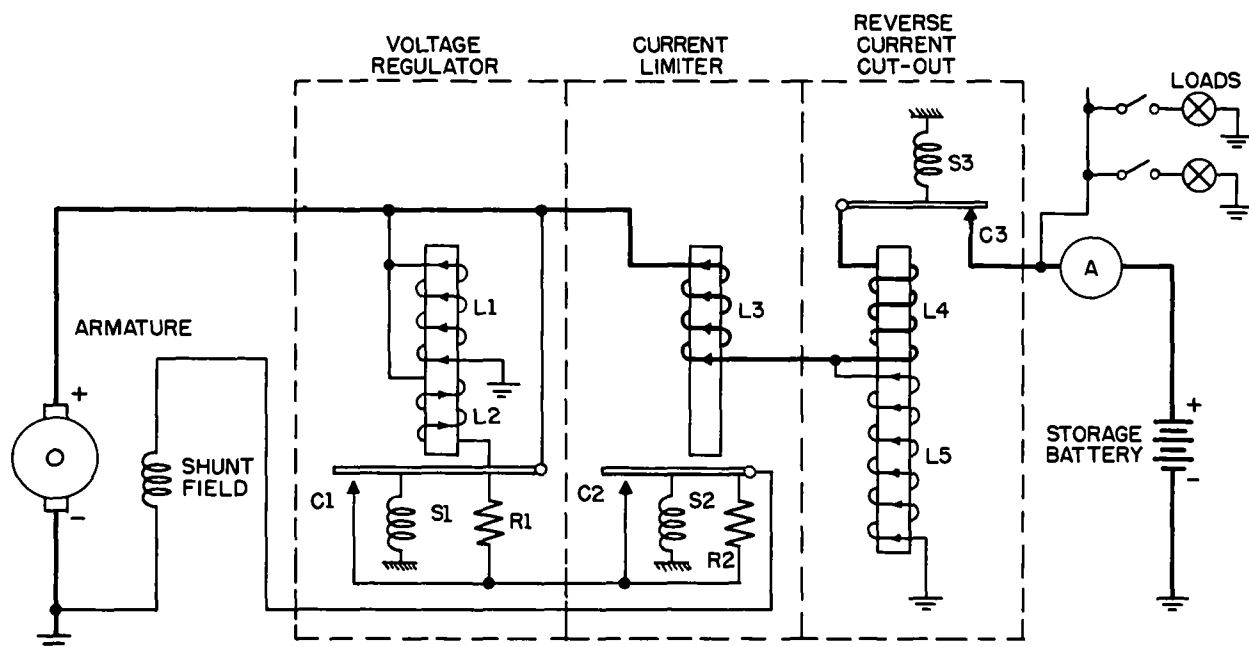 VOLTAGE
REGULATOR
CURRENT
LIMITER
REVERSE
CURRENT
CUT-OUT
LOADS
S3
C3
A
ARMATURE
L1
L3
L4
+
L2
L5
SHUNT
FIELD
STORAGE
BATTERY
+
-
-
C1
S1
R1
C2
S2
R2